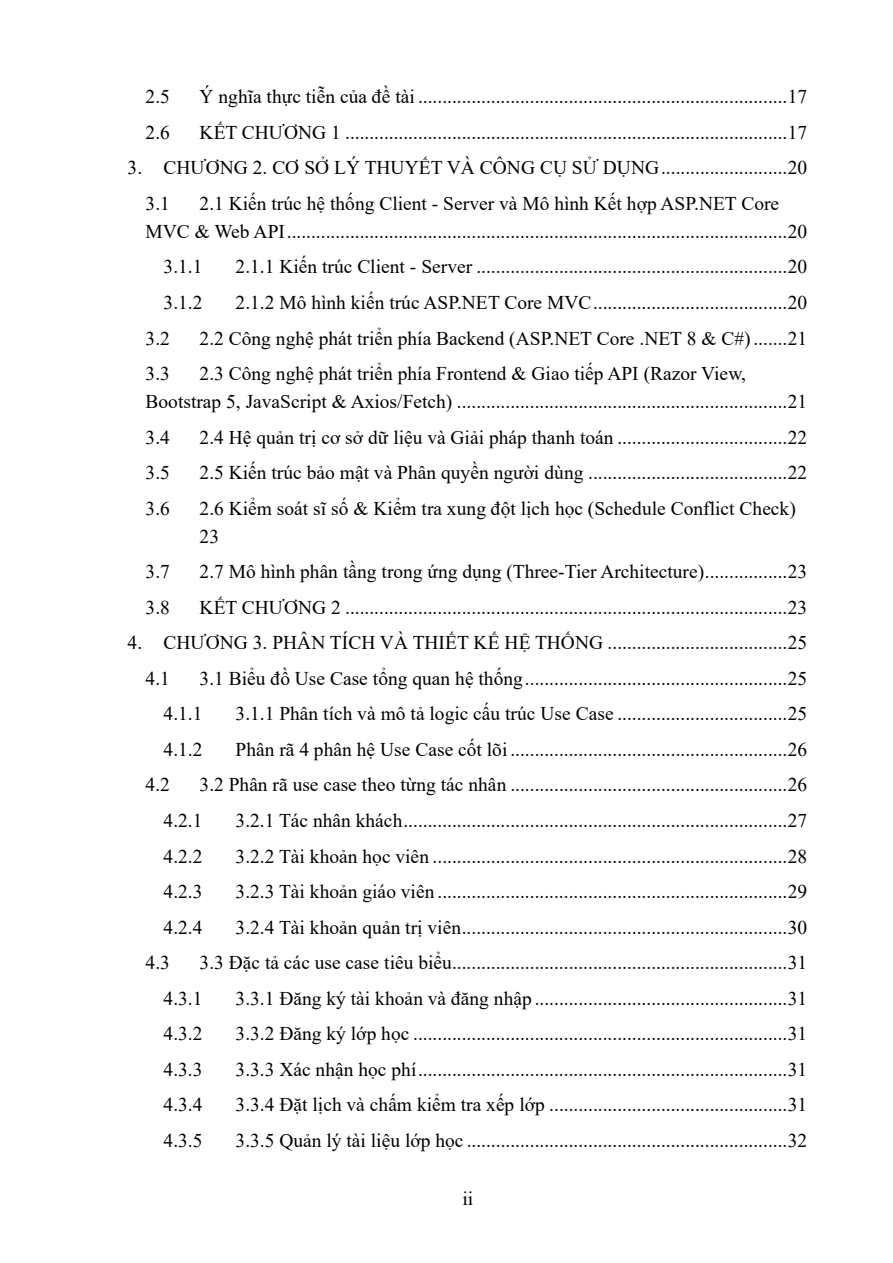 2.5 Ý nghĩa thực tiễn của đề tài ................................................................................17
2.6 KẾT CHƯƠNG 1 ................................................................................17
3. CHƯƠNG 2. CƠ SỞ LÝ THUYẾT VÀ CÔNG CỤ SỬ DỤNG..........................20
3.1 2.1 Kiến trúc hệ thống Client - Server và Mô hình Kết hợp ASP.NET Core
MVC & Web API................................................................................20
3.1.1 2.1.1 Kiến trúc Client - Server ................................................................20
3.1.2 2.1.2 Mô hình kiến trúc ASP.NET Core MVC........................................20
3.2 2.2 Công nghệ phát triển phía Backend (ASP.NET Core .NET 8 & C#).......21
3.3 2.3 Công nghệ phát triển phía Frontend & Giao tiếp API (Razor View,
Bootstrap 5, JavaScript & Axios/Fetch) ....................................................................21
3.4 2.4 Hệ quản trị cơ sở dữ liệu và Giải pháp thanh toán ...................................22
3.5 2.5 Kiến trúc bảo mật và Phân quyền người dùng .........................................22
3.6 2.6 Kiểm soát sĩ số & Kiểm tra xung đột lịch học (Schedule Conflict Check)
23
3.7 2.7 Mô hình phân tầng trong ứng dụng (Three-Tier Architecture).................23
3.8 KẾT CHƯƠNG 2 ................................................................................23
4. CHƯƠNG 3. PHÂN TÍCH VÀ THIẾT KẾ HỆ THỐNG .....................................25
4.1 3.1 Biểu đồ Use Case tổng quan hệ thống......................................................25
4.1.1 3.1.1 Phân tích và mô tả logic cấu trúc Use Case ...................................25
4.1.2 Phân rã 4 phân hệ Use Case cốt lõi .........................................................26
4.2 3.2 Phân rã use case theo từng tác nhân .........................................................26
4.2.1 3.2.1 Tác nhân khách................................................................................27
4.2.2 3.2.2 Tài khoản học viên .........................................................................28
4.2.3 3.2.3 Tài khoản giáo viên ........................................................................29
4.2.4 3.2.4 Tài khoản quản trị viên...................................................................30
4.3 3.3 Đặc tả các use case tiêu biểu.....................................................................31
4.3.1 3.3.1 Đăng ký tài khoản và đăng nhập ....................................................31
4.3.2 3.3.2 Đăng ký lớp học .............................................................................31
4.3.3 3.3.3 Xác nhận học phí............................................................................31
4.3.4 3.3.4 Đặt lịch và chấm kiểm tra xếp lớp .................................................31
4.3.5 3.3.5 Quản lý tài liệu lớp học ..................................................................32
ii